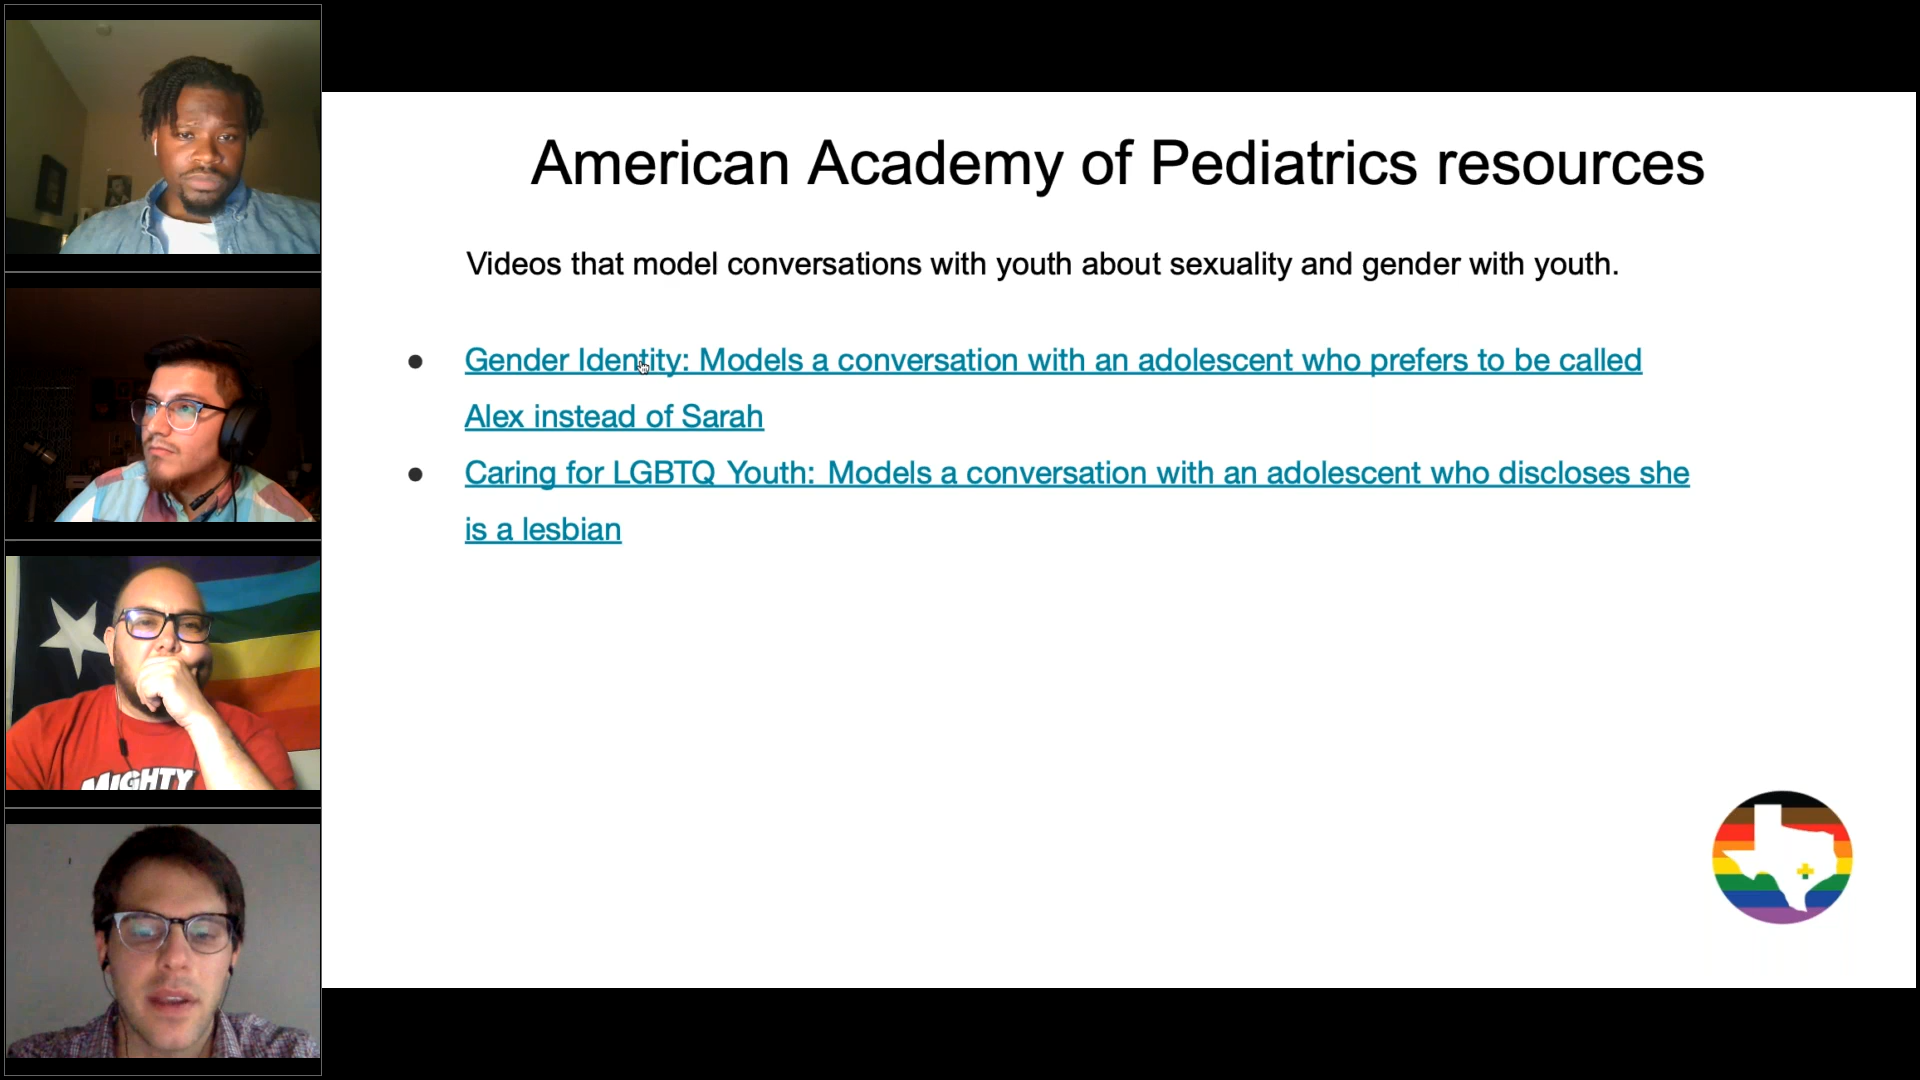 American Academy of Pediatrics resources
Videos that model conversations with youth about sexuality and gender with youth.
Gender Identity: Models a conversation with an adolescent who prefers to be called
Alex instead of Sarah
Caring for LGBTQ Youth: Models a conversation with an adolescent who discloses she
is a lesbian
MIGHTY